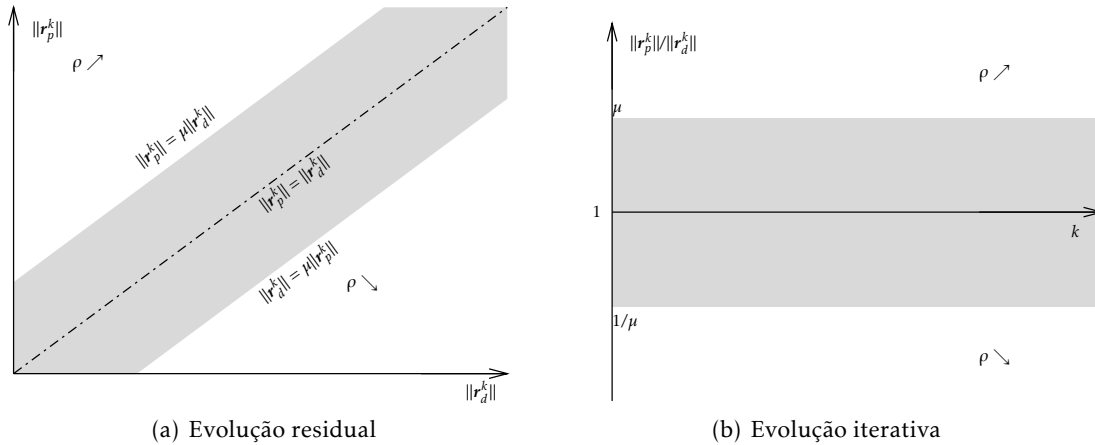 ||r_p^k||
ρ ↗
||r_p^k|| = μ||r_d^k||
||r_p^k|| = ||r_d^k||
||r_d^k|| = μ||r_p^k||
ρ ↘
||r_d^k||
(a) Evolução residual
||r_p^k||/||r_d^k||
ρ ↗
μ
1
k
1/μ
ρ ↘
(b) Evolução iterativa